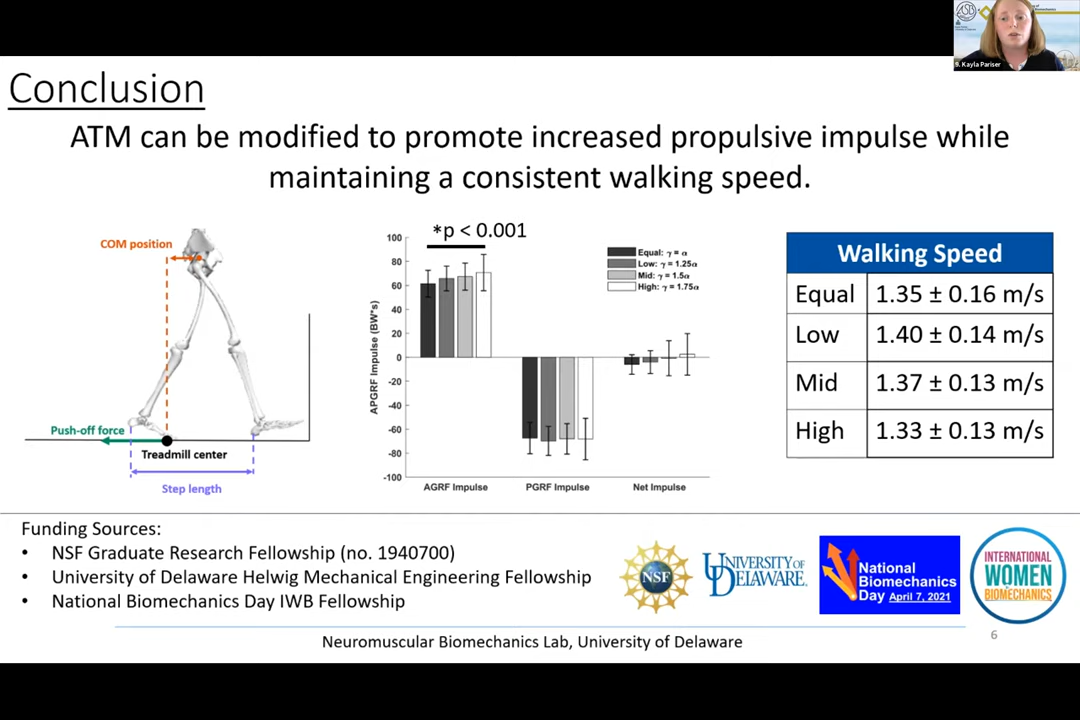 9. Kayla Pariser
Conclusion
ATM can be modified to promote increased propulsive impulse while
maintaining a consistent walking speed.
COM position
Push-off force
Treadmill center
Step length
*p < 0.001
100
80
60
40
20
0
-20
-40
-60
-80
-100
APGRF Impulse (BW*s)
Equal: γ = α
Low: γ = 1.25α
Mid: γ = 1.5α
High: γ = 1.75α
AGRF Impulse
PGRF Impulse
Net Impulse
Walking Speed
Equal 1.35 ± 0.16 m/s
Low 1.40 ± 0.14 m/s
Mid 1.37 ± 0.13 m/s
High 1.33 ± 0.13 m/s
Funding Sources:
• NSF Graduate Research Fellowship (no. 1940700)
• University of Delaware Helwig Mechanical Engineering Fellowship
• National Biomechanics Day IWB Fellowship
NSF
UNIVERSITY OF
DELAWARE.
National
Biomechanics
Day April 7, 2021
INTERNATIONAL
WOMEN
BIOMECHANICS
Neuromuscular Biomechanics Lab, University of Delaware
6